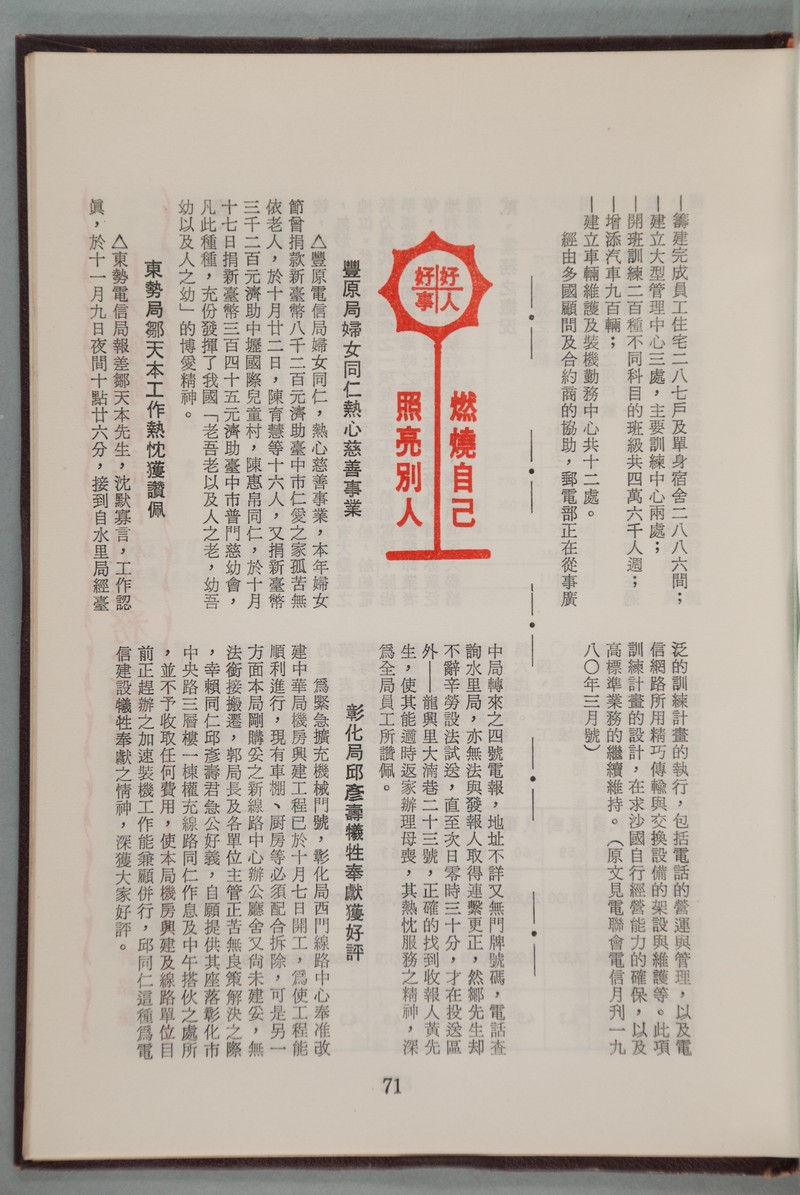 —籌建完成員工住宅二八七戶及單身宿舍二八八六間；
—建立大型管理中心三處，主要訓練中心兩處；
—開班訓練二百種不同科目的班級共四萬六千人週；
—增添汽車九百輛；
—建立車輛維護及裝機勤務中心共十二處。
經由多國顧問及合約商的協助，郵電部正在從事廣
泛的訓練計畫的執行，包括電話的營運與管理，以及電
信網路所用精巧傳輸與交換設備的架設與維護等。此項
訓練計畫的設計，在求沙國自行經營能力的確保，以及
高標準業務的繼續維持。（原文見電聯會電信月刊一九
八〇年三月號）
好人
好事
燃燒自己
照亮別人
豐原局婦女同仁熱心慈善事業
△豐原電信局婦女同仁，熱心慈善事業，本年婦女
節曾捐款新臺幣八千二百元濟助臺中市仁愛之家孤苦無
依老人，於十月廿二日，陳育慧等十六人，又捐新臺幣
三千二百元濟助中壢國際兒童村，陳惠帛同仁，於十月
十七日捐新臺幣三百四十五元濟助臺中市普門慈幼會，
凡此種種，充份發揮了我國「老吾老以及人之老，幼吾
幼以及人之幼」的博愛精神。
東勢局鄒天本工作熱忱獲讚佩
△東勢電信局報差鄒天本先生，沈默寡言，工作認
眞，於十一月九日夜間十點廿六分，接到自水里局經臺
中局轉來之四號電報，地址不詳又無門牌號碼，電話查
詢水里局，亦無法與發報人取得連繫更正，然鄒先生却
不辭辛勞設法試送，直至次日零時三十分，才在投送區
外——龍興里大湳巷二十三號，正確的找到收報人黃先
生，使其能適時返家辦理母喪，其熱忱服務之精神，深
爲全局員工所讚佩。
彰化局邱彥壽犧牲奉獻獲好評
爲緊急擴充機械門號，彰化局西門線路中心奉准改
建中華局機房興建工程已於十月七日開工，爲使工程能
順利進行，現有車棚、厨房等必須配合拆除，可是另一
方面本局剛購妥之新線路中心辦公廳舍又尙未建妥，無
法銜接搬遷，郭局長及各單位主管正苦無良策解決之際
，幸賴同仁邱彥壽君急公好義，自願提供其座落彰化市
中央路三層樓一棟權充線路同仁作息及中午搭伙之處所
，並不予收取任何費用，使本局機房興建及線路單位目
前正趕辦之加速裝機工作能兼顧併行，邱同仁這種爲電
信建設犧牲奉獻之情神，深獲大家好評。
71